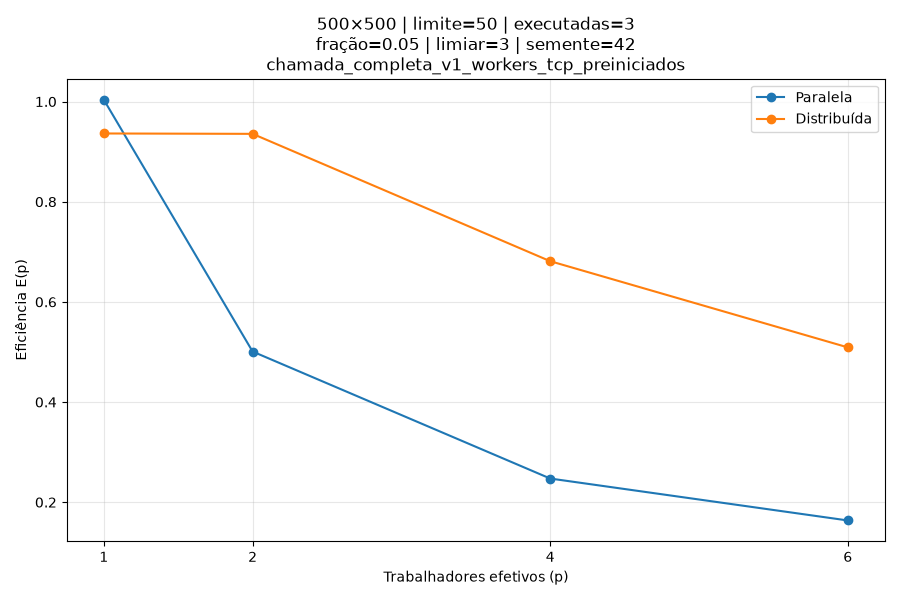 500×500 | limite=50 | executadas=3
fração=0.05 | limiar=3 | semente=42
chamada_completa_v1_workers_tcp_preiniciados
Paralela
Distribuída
Eficiência E(p)
1.0
0.8
0.6
0.4
0.2
1 2 4 6
Trabalhadores efetivos (p)